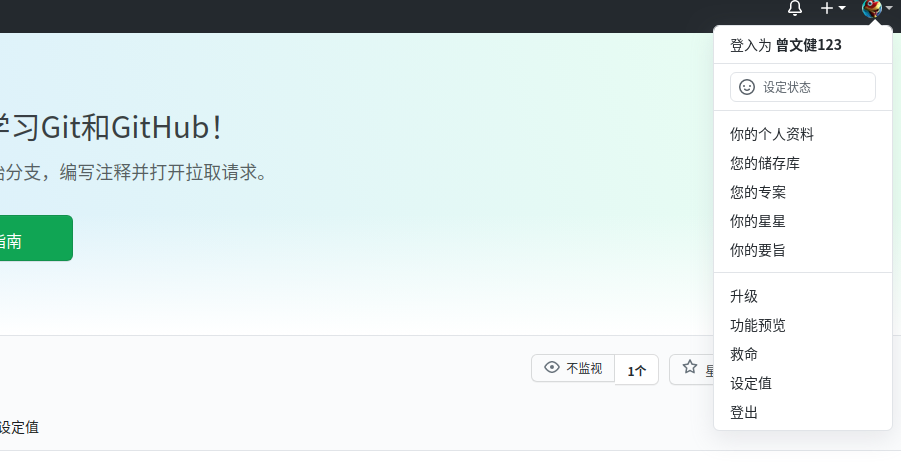 登入为 曾文健123
设定状态
学习Git和GitHub！
分支，编写注释并打开拉取请求。
指南
你的个人资料
您的储存库
您的专案
你的星星
你的要旨
升级
功能预览
救命
设定值
登出
不监视 1个
设定值